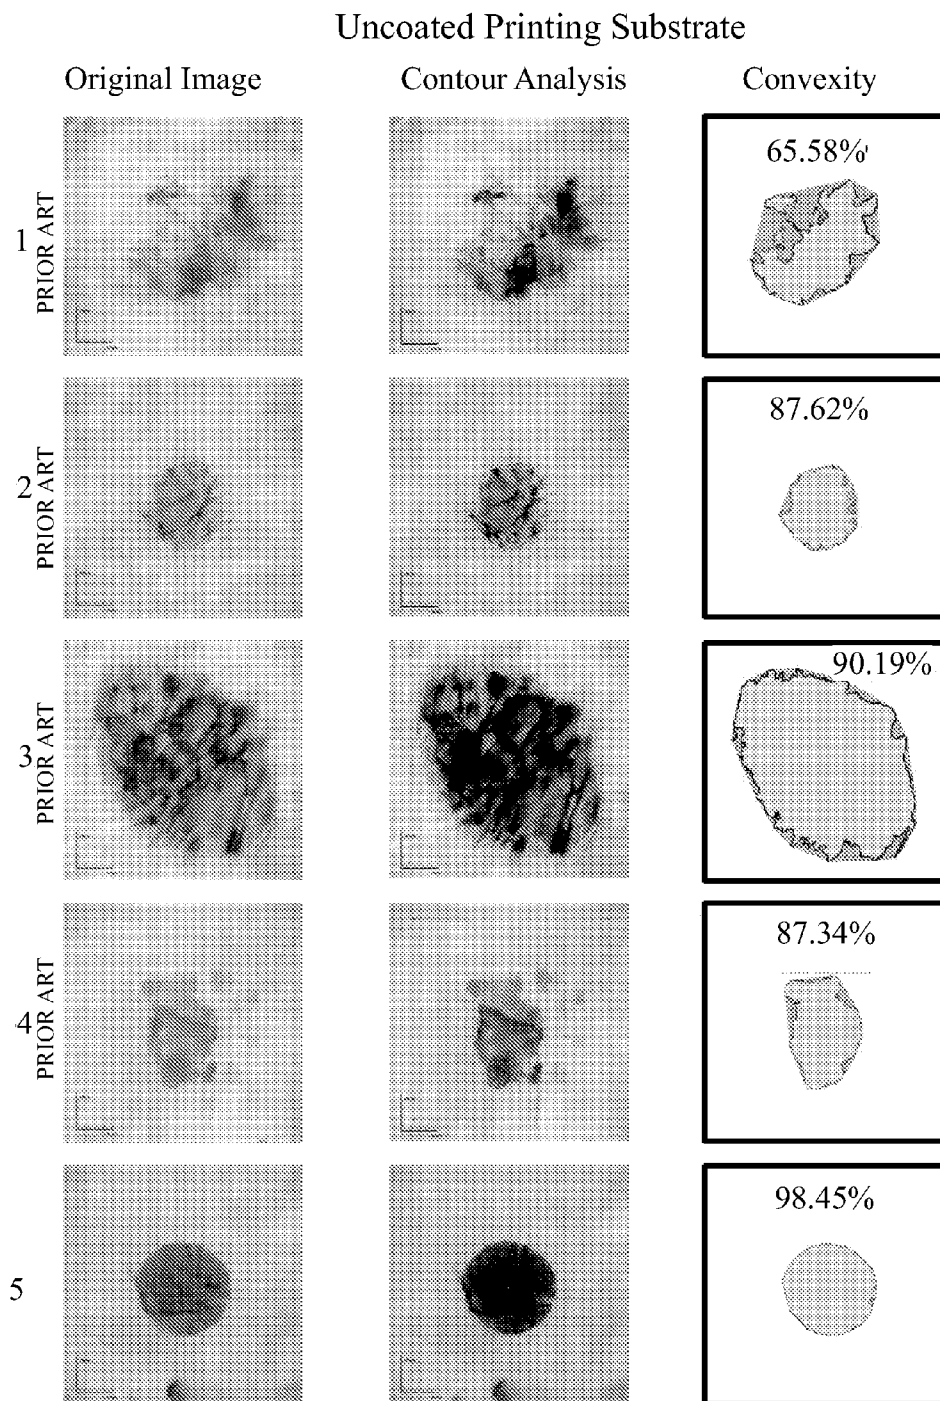 Uncoated Printing Substrate
Original Image Contour Analysis Convexity
1 PRIOR ART 65.58%
2 PRIOR ART 87.62%
3 PRIOR ART 90.19%
4 PRIOR ART 87.34%
5 98.45%